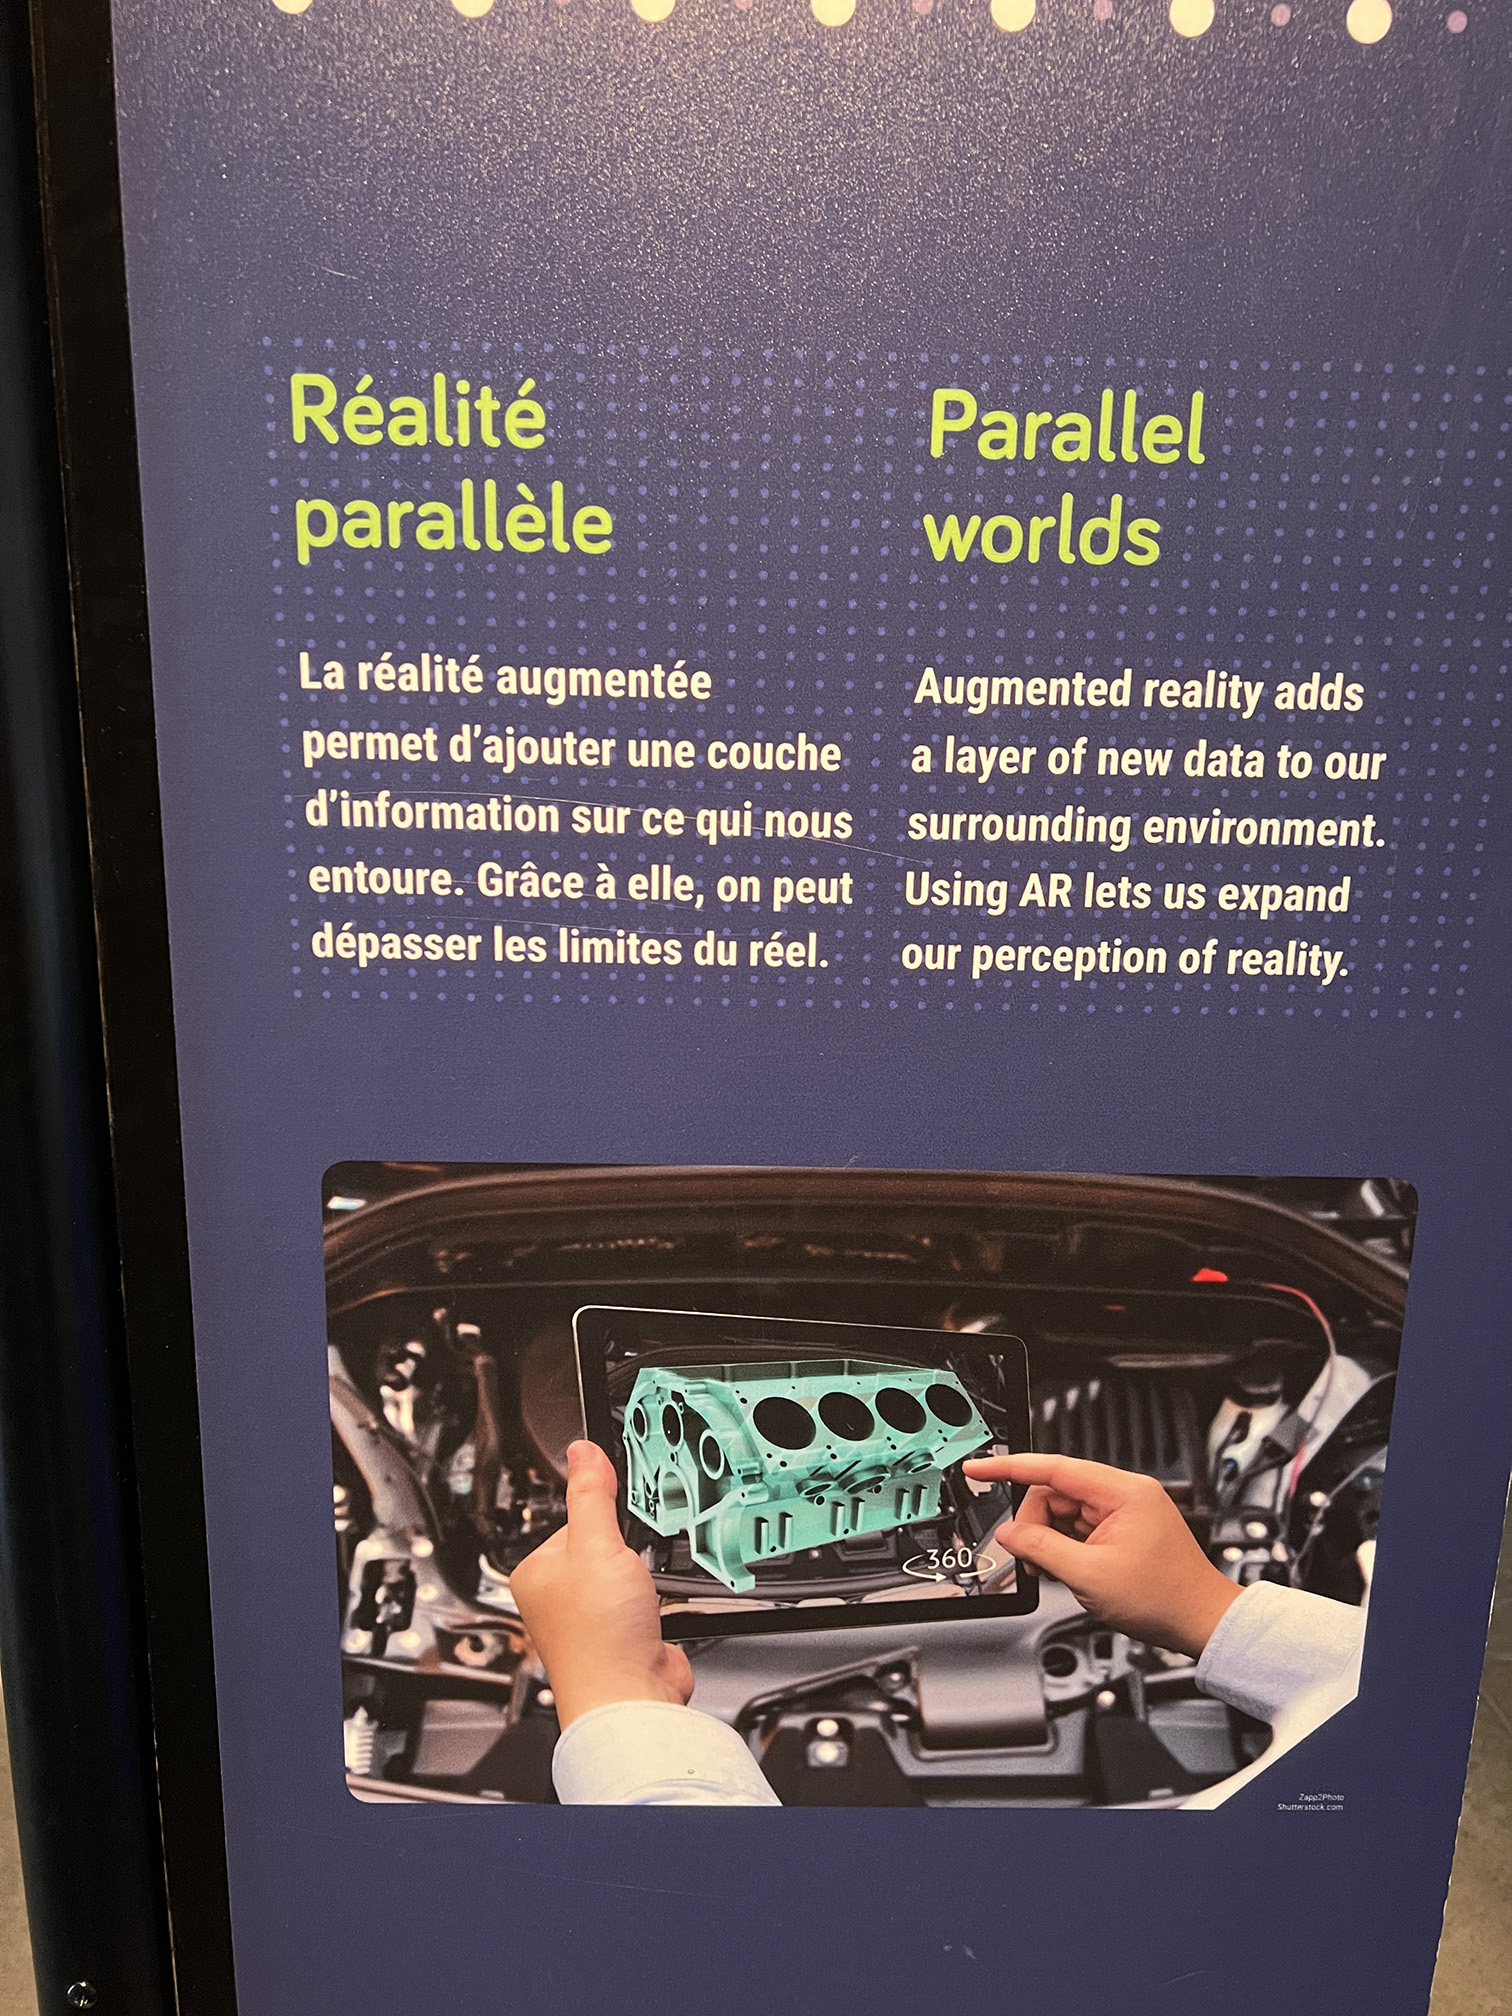 Réalité
parallèle
La réalité augmentée
permet d’ajouter une couche
d’information sur ce qui nous
entoure. Grâce à elle, on peut
dépasser les limites du réel.
Parallel
worlds
Augmented reality adds
a layer of new data to our
surrounding environment.
Using AR lets us expand
our perception of reality.
360°
Zapp2Photo
Shutterstock.com